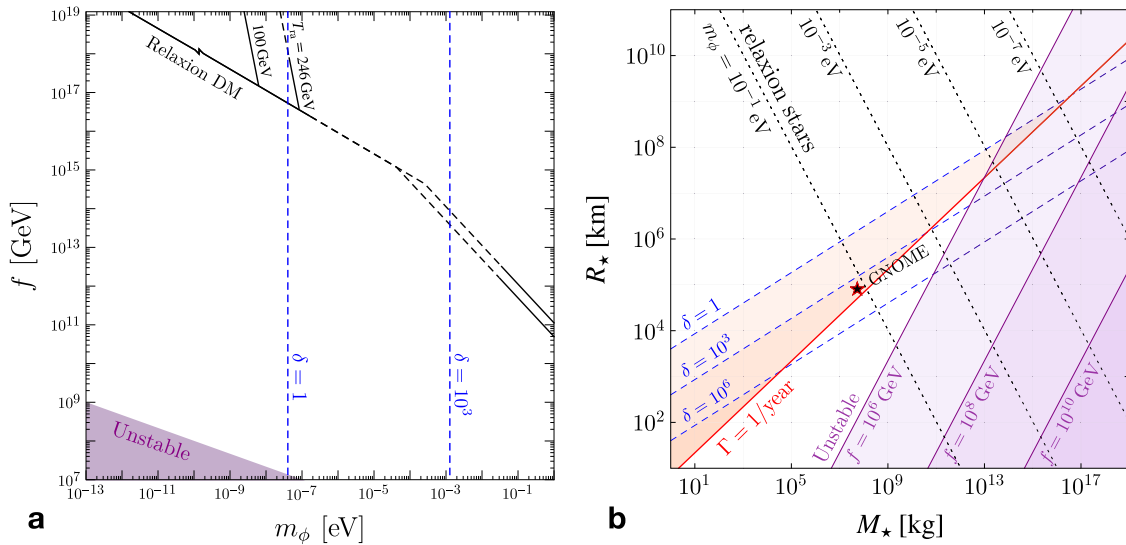 10^19
10^17
10^15
10^13
10^11
10^9
10^7
f [GeV]
Relaxion DM
100 GeV
T_ra = 246 GeV
δ = 1
δ = 10^3
Unstable
10^−13
10^−11
10^−9
10^−7
10^−5
10^−3
10^−1
m_ϕ [eV]
a
10^10
10^8
10^6
10^4
10^2
R_★ [km]
relaxion stars
m_ϕ = 10^−1 eV
10^−3 eV
10^−5 eV
10^−7 eV
GNOME
δ = 1
δ = 10^3
δ = 10^6
Γ = 1/year
Unstable
f = 10^6 GeV
f = 10^8 GeV
f = 10^10 GeV
10^1
10^5
10^9
10^13
10^17
M_★ [kg]
b